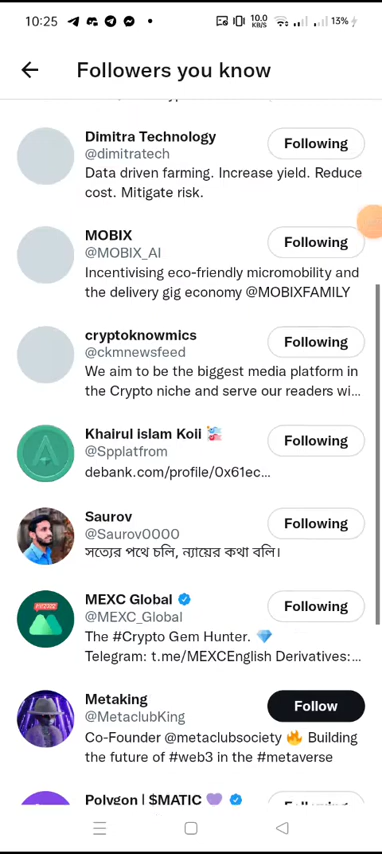 10:25
10.0
KB/S
13%
Followers you know
Dimitra Technology
Following
@dimitratech
Data driven farming. Increase yield. Reduce
cost. Mitigate risk.
MOBIX
Following
@MOBIX_AI
Incentivising eco-friendly micromobility and
the delivery gig economy @MOBIXFAMILY
cryptoknowmics
Following
@ckmnewsfeed
We aim to be the biggest media platform in
the Crypto niche and serve our readers wi...
Khairul islam Koii
Following
@Spplatfrom
debank.com/profile/0x61ec...
Saurov
Following
@Saurov0000
সত্যের পথে চলি, ন্যায়ের কথা বলি।
MEXC Global
Following
@MEXC_Global
The #Crypto Gem Hunter. 💎
Telegram: t.me/MEXCEnglish Derivatives:...
Metaking
Follow
@MetaclubKing
Co-Founder @metaclubsociety 🔥 Building
the future of #web3 in the #metaverse
Polygon | $MATIC 💜
Following